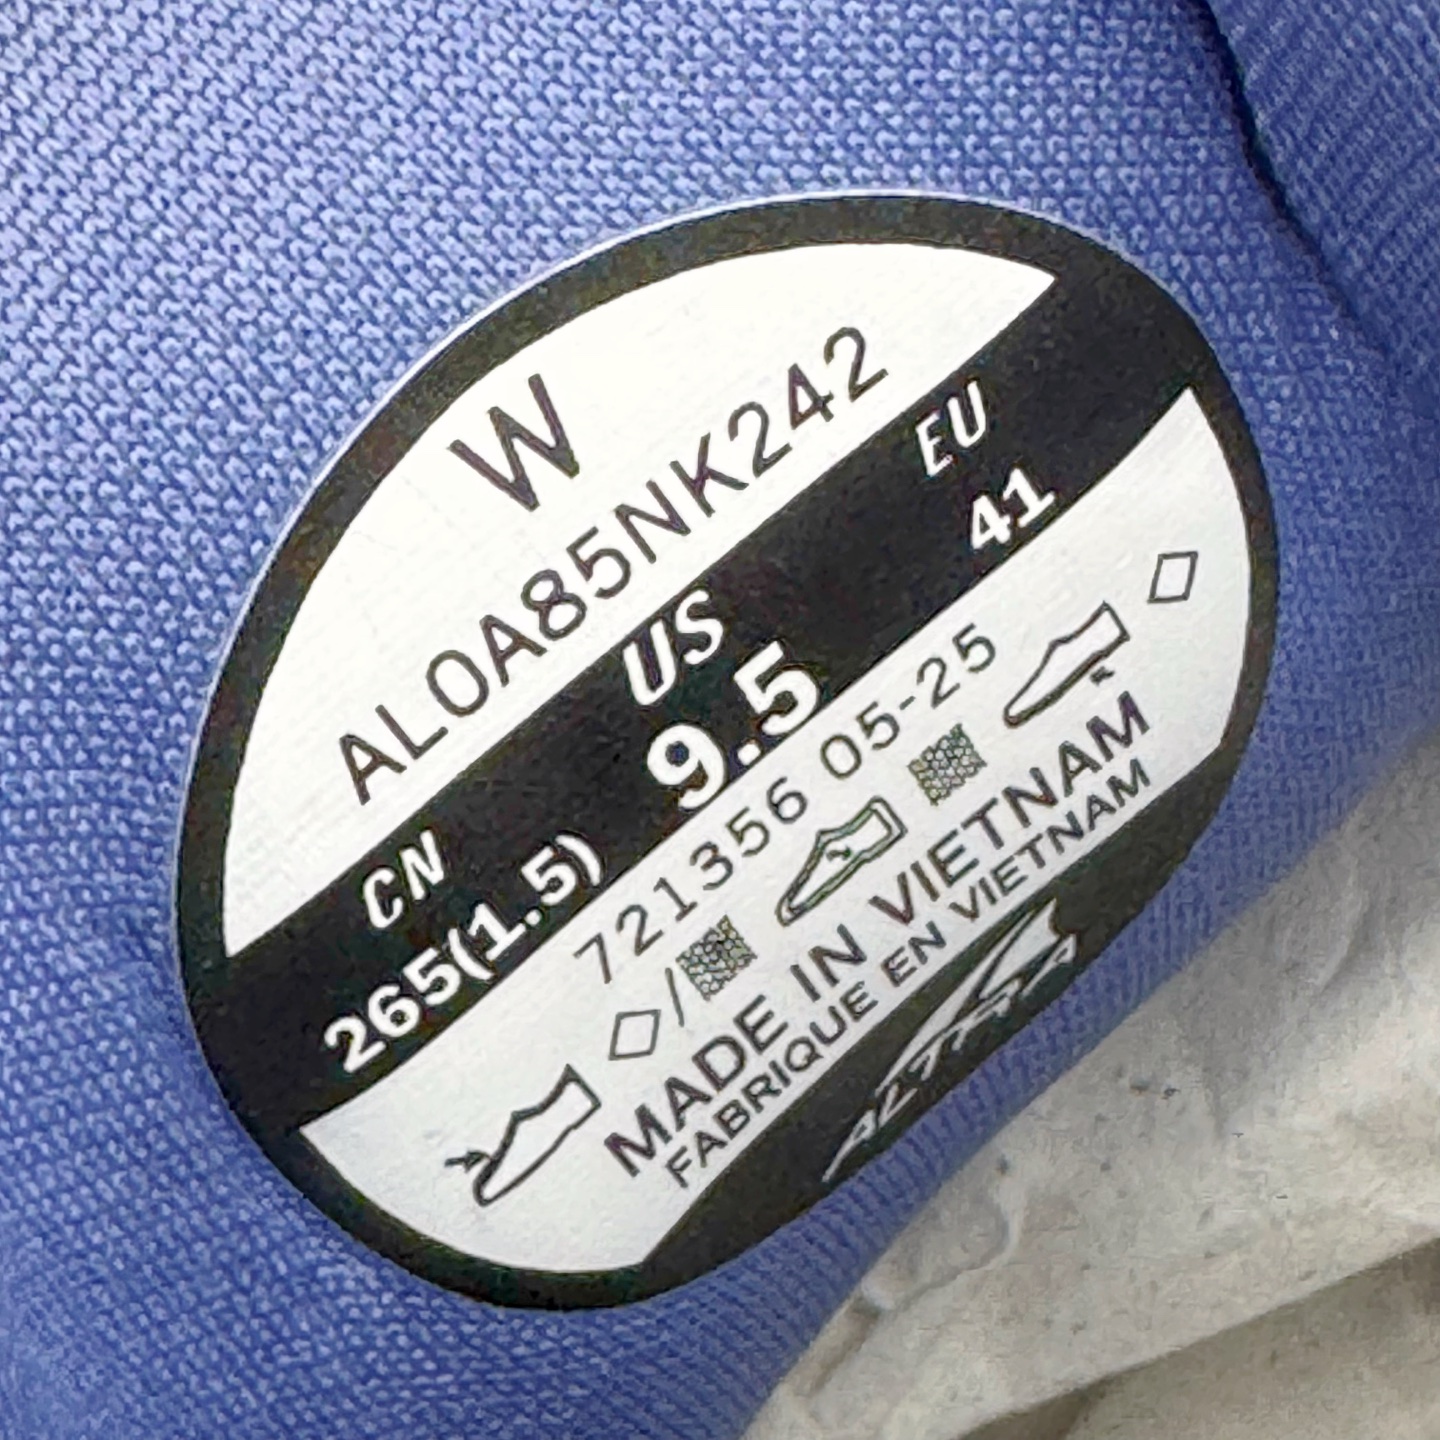 W
AL0A85NK242
CN US EU
265(1.5) 9.5 41
721356 05-25
MADE IN VIETNAM
FABRIQUE EN VIETNAM
ALTRA